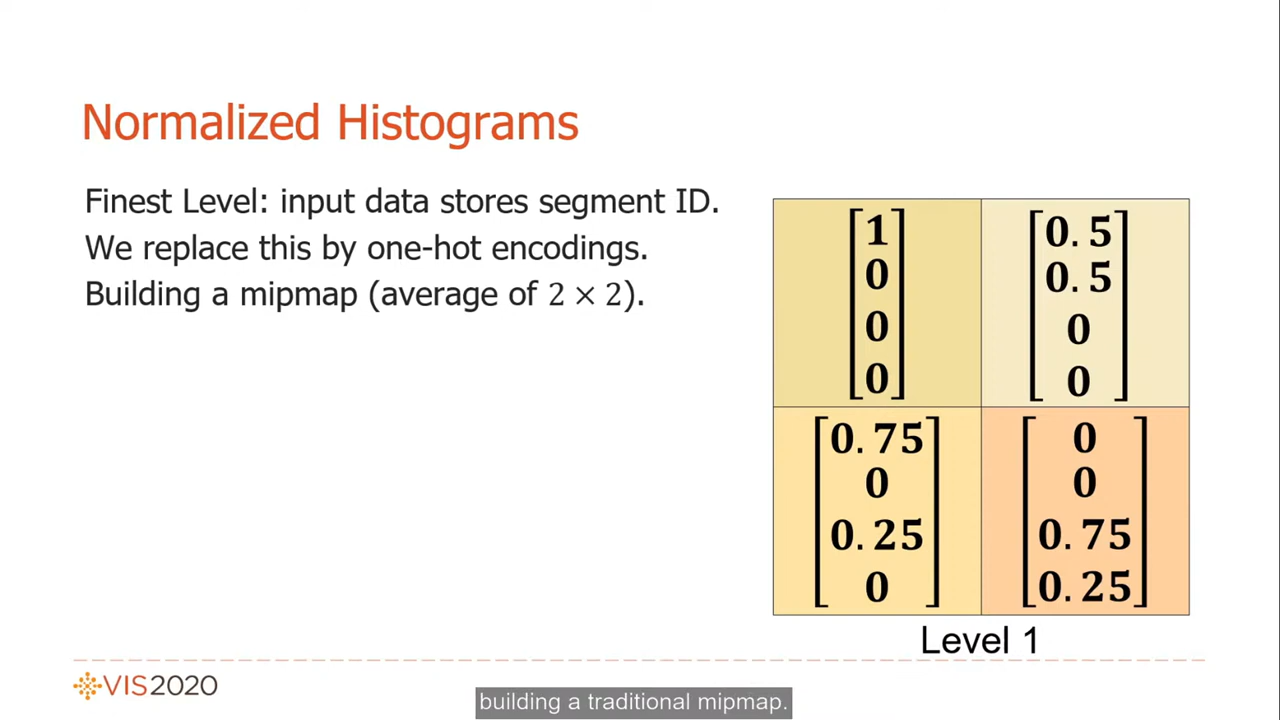 Normalized Histograms
Finest Level: input data stores segment ID.
We replace this by one-hot encodings.
Building a mipmap (average of 2 × 2).
1
0
0
0
0.5
0.5
0
0
0.75
0
0.25
0
0
0
0.75
0.25
Level 1
VIS2020
building a traditional mipmap.